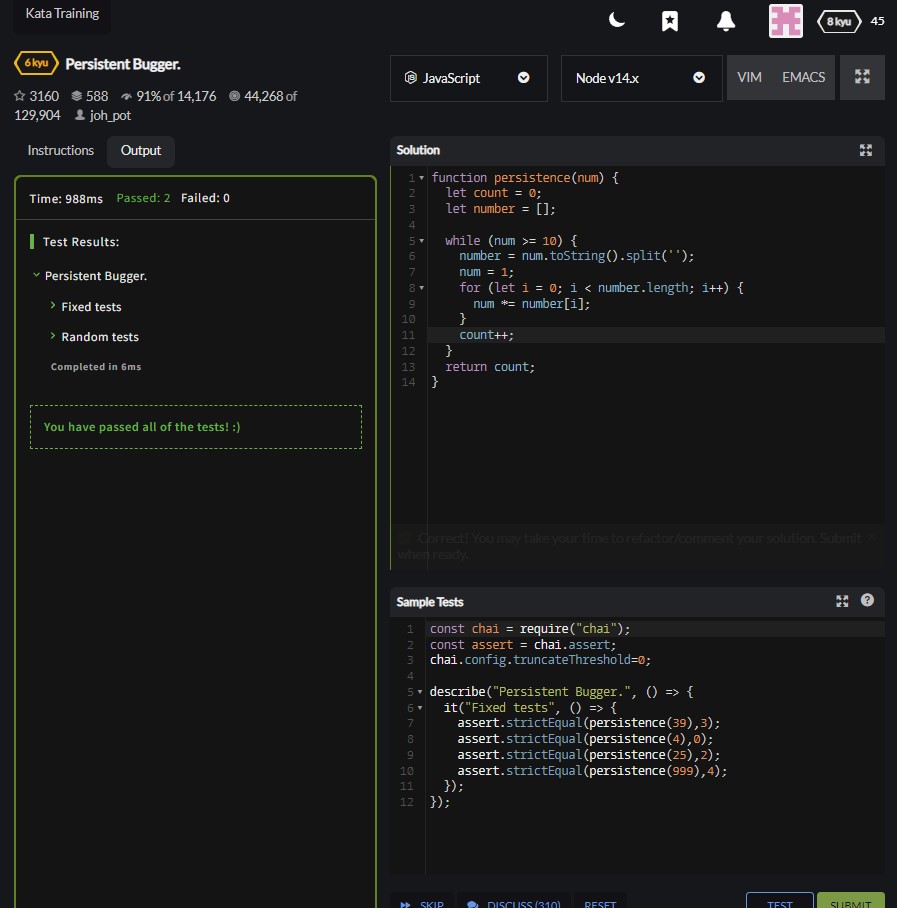 Kata Training
8 kyu 45
6 kyu Persistent Bugger.
3160 588 91% of 14,176 44,268 of
129,904 joh_pot
JavaScript Node v14.x VIM EMACS
Instructions Output
Time: 988ms Passed: 2 Failed: 0
Test Results:
Persistent Bugger.
Fixed tests
Random tests
Completed in 6ms
You have passed all of the tests! :)
Solution
1 function persistence(num) {
2 let count = 0;
3 let number = [];
4
5 while (num >= 10) {
6 number = num.toString().split('');
7 num = 1;
8 for (let i = 0; i < number.length; i++) {
9 num *= number[i];
10 }
11 count++;
12 }
13 return count;
14 }
Correct! You may take your time to refactor/comment your solution. Submit
when ready.
Sample Tests
1 const chai = require("chai");
2 const assert = chai.assert;
3 chai.config.truncateThreshold=0;
4
5 describe("Persistent Bugger.", () => {
6 it("Fixed tests", () => {
7 assert.strictEqual(persistence(39),3);
8 assert.strictEqual(persistence(4),0);
9 assert.strictEqual(persistence(25),2);
10 assert.strictEqual(persistence(999),4);
11 });
12 });
SKIP DISCUSS (310) RESET TEST SUBMIT